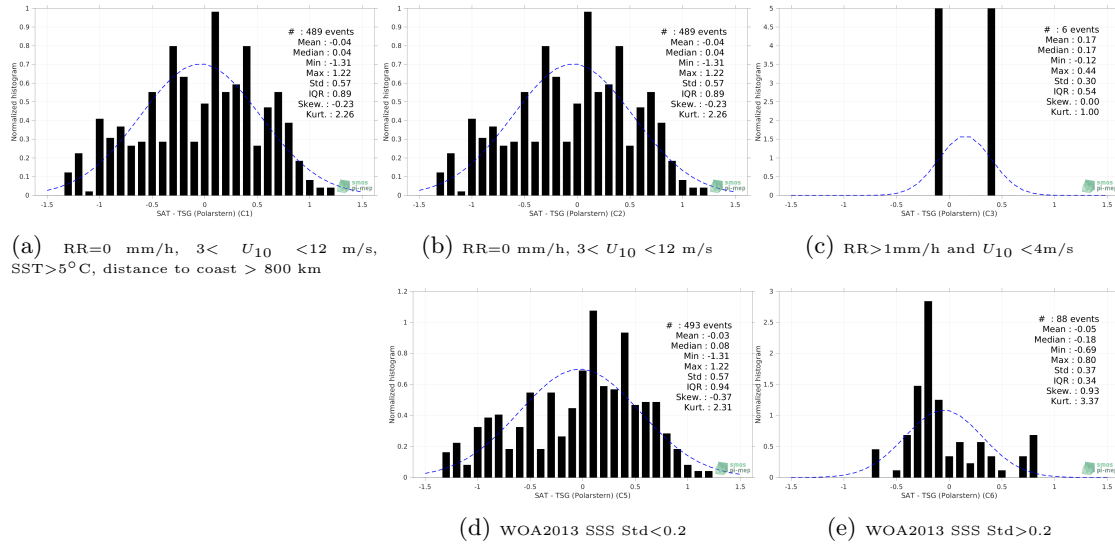 1
0.9
0.8
0.7
0.6
0.5
0.4
0.3
0.2
0.1
0
Normalized histogram
-1.5 -1 -0.5 0 0.5 1 1.5
SAT - TSG (Polarstern) (C1)
# : 489 events
Mean : -0.04
Median : 0.04
Min : -1.31
Max : 1.22
Std : 0.57
IQR : 0.89
Skew. : -0.23
Kurt. : 2.26
smos
pi-mep
(a) RR=0 mm/h, 3< U10 <12 m/s,
SST>5°C, distance to coast > 800 km
1
0.9
0.8
0.7
0.6
0.5
0.4
0.3
0.2
0.1
0
Normalized histogram
-1.5 -1 -0.5 0 0.5 1 1.5
SAT - TSG (Polarstern) (C2)
# : 489 events
Mean : -0.04
Median : 0.04
Min : -1.31
Max : 1.22
Std : 0.57
IQR : 0.89
Skew. : -0.23
Kurt. : 2.26
smos
pi-mep
(b) RR=0 mm/h, 3< U10 <12 m/s
5
4.5
4
3.5
3
2.5
2
1.5
1
0.5
0
Normalized histogram
-1.5 -1 -0.5 0 0.5 1 1.5
SAT - TSG (Polarstern) (C3)
# : 6 events
Mean : 0.17
Median : 0.17
Min : -0.12
Max : 0.44
Std : 0.30
IQR : 0.54
Skew. : 0.00
Kurt. : 1.00
smos
pi-mep
(c) RR>1mm/h and U10 <4m/s
1.2
1
0.8
0.6
0.4
0.2
0
Normalized histogram
-1.5 -1 -0.5 0 0.5 1 1.5
SAT - TSG (Polarstern) (C5)
# : 493 events
Mean : -0.03
Median : 0.08
Min : -1.31
Max : 1.22
Std : 0.57
IQR : 0.94
Skew. : -0.37
Kurt. : 2.31
smos
pi-mep
(d) WOA2013 SSS Std<0.2
3
2.5
2
1.5
1
0.5
0
Normalized histogram
-1.5 -1 -0.5 0 0.5 1 1.5
SAT - TSG (Polarstern) (C6)
# : 88 events
Mean : -0.05
Median : -0.18
Min : -0.69
Max : 0.80
Std : 0.37
IQR : 0.34
Skew. : 0.93
Kurt. : 3.37
smos
pi-mep
(e) WOA2013 SSS Std>0.2